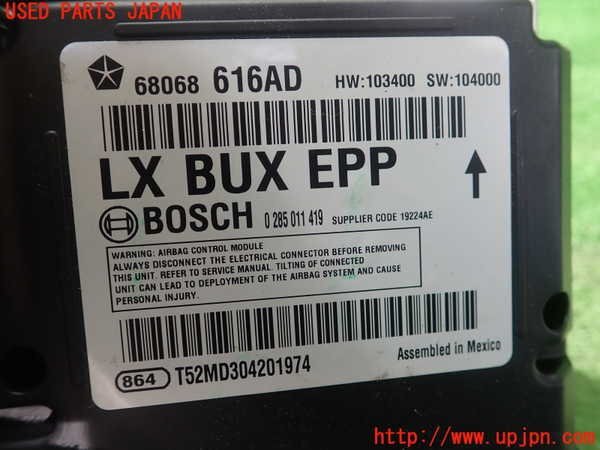 USED PARTS JAPAN
68068 616AD HW:103400 SW:104000
LX BUX EPP
BOSCH 0 285 011 419 SUPPLIER CODE 19224AE
WARNING: AIRBAG CONTROL MODULE
ALWAYS DISCONNECT THE ELECTRICAL CONNECTOR BEFORE REMOVING
THIS UNIT. REFER TO SERVICE MANUAL. TILTING OF CONNECTED
UNIT CAN LEAD TO DEPLOYMENT OF THE AIRBAG SYSTEM AND CAUSE
PERSONAL INJURY.
Assembled in Mexico
864 T52MD304201974
https://www.upjpn.com/